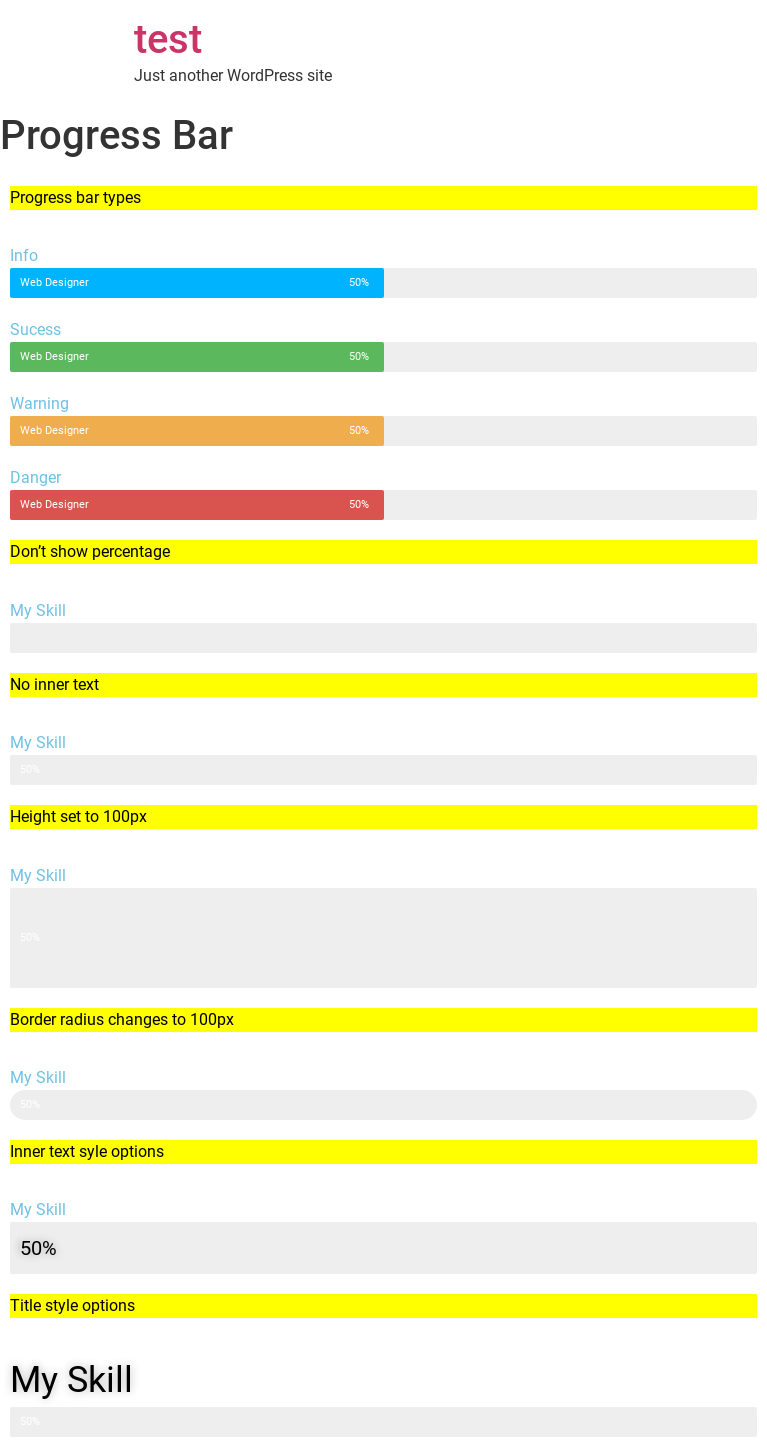 test
Just another WordPress site
Progress Bar
Progress bar types
Info
Web Designer 50%
Sucess
Web Designer 50%
Warning
Web Designer 50%
Danger
Web Designer 50%
Don’t show percentage
My Skill
No inner text
My Skill
50%
Height set to 100px
My Skill
50%
Border radius changes to 100px
My Skill
50%
Inner text syle options
My Skill
50%
Title style options
My Skill
50%